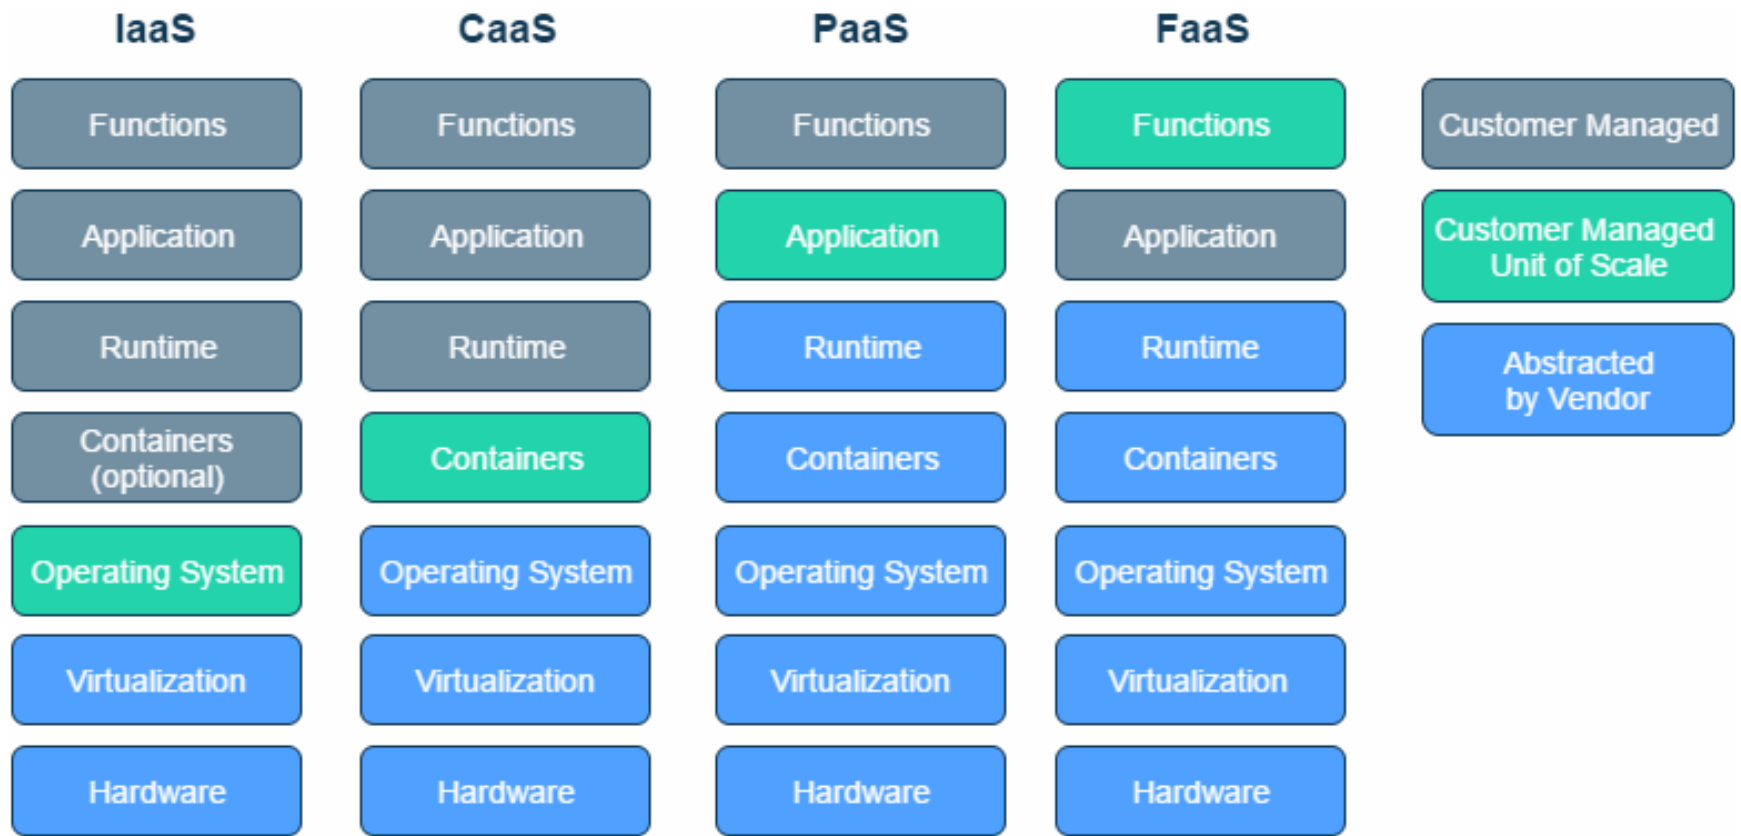 IaaS
CaaS
PaaS
FaaS
Functions
Functions
Functions
Functions
Customer Managed
Application
Application
Application
Application
Customer Managed
Unit of Scale
Runtime
Runtime
Runtime
Runtime
Abstracted
by Vendor
Containers
(optional)
Containers
Containers
Containers
Operating System
Operating System
Operating System
Operating System
Virtualization
Virtualization
Virtualization
Virtualization
Hardware
Hardware
Hardware
Hardware